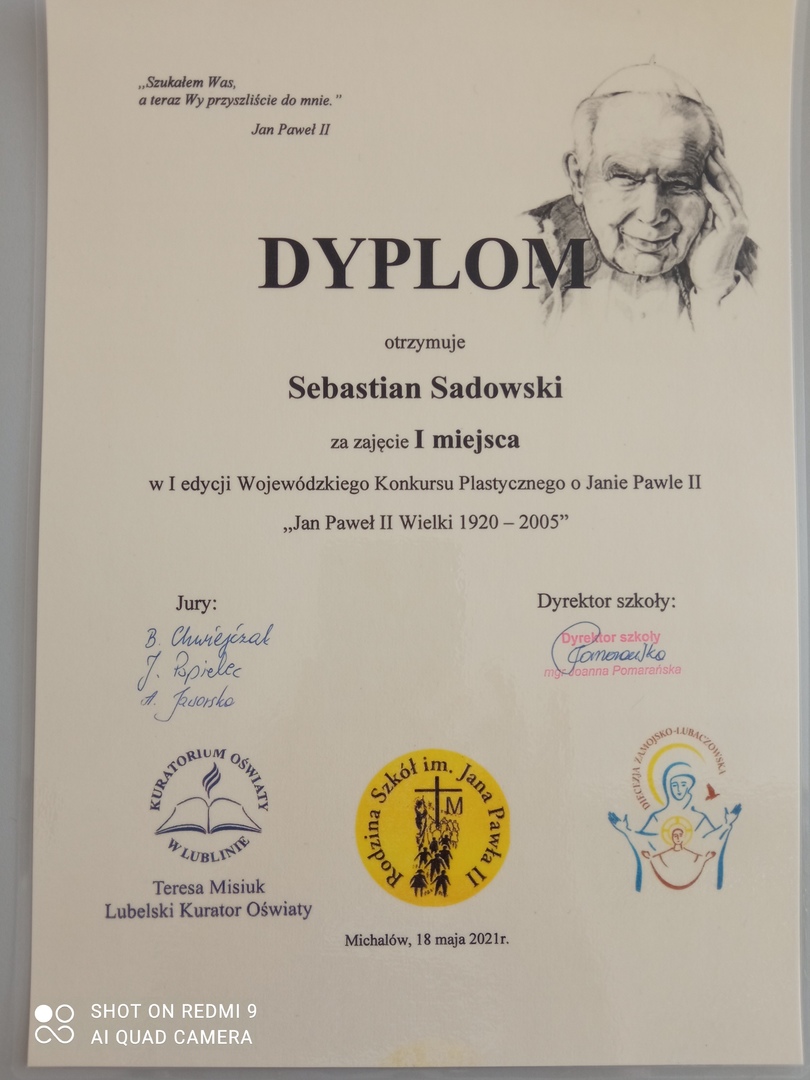 „Szukałem Was,
a teraz Wy przyszliście do mnie.”
Jan Paweł II
DYPLOM
otrzymuje
Sebastian Sadowski
za zajęcie I miejsca
w I edycji Wojewódzkiego Konkursu Plastycznego o Janie Pawle II
„Jan Paweł II Wielki 1920 – 2005”
Jury:
B. Chwiejczak
J. Popielec
A. Jaworska
Dyrektor szkoły:
Dyrektor szkoły
mgr Joanna Pomarańska
KURATORIUM OŚWIATY
W LUBLINIE
Teresa Misiuk
Lubelski Kurator Oświaty
Rodzina Szkół im. Jana Pawła II
M
DIECEZJA ZAMOJSKO-LUBACZOWSKA
Michalów, 18 maja 2021r.
SHOT ON REDMI 9
AI QUAD CAMERA